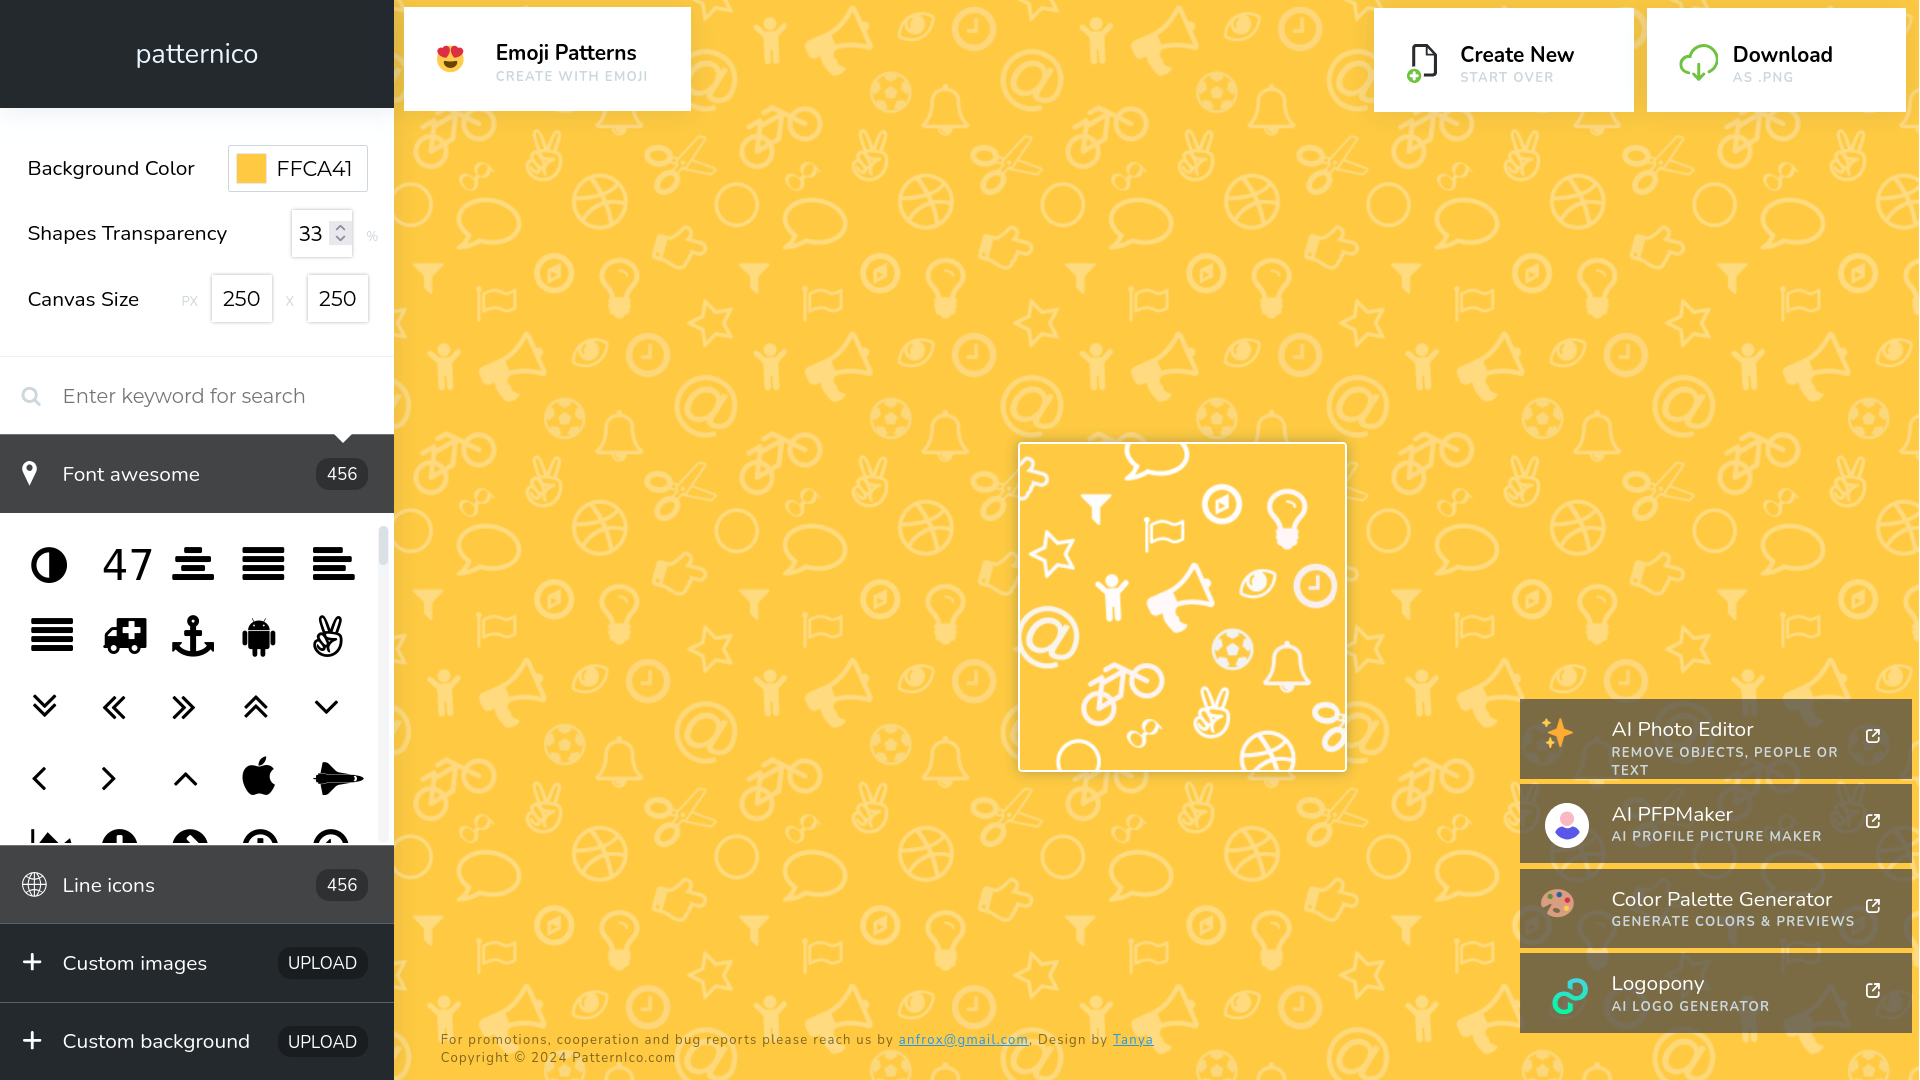 patternico
Emoji Patterns
CREATE WITH EMOJI
Create New
START OVER
Download
AS .PNG
Background Color
FFCA41
Shapes Transparency
33
%
Canvas Size
PX
250
X
250
Enter keyword for search
Font awesome
456
47
Line icons
456
Custom images
UPLOAD
Custom background
UPLOAD
AI Photo Editor
REMOVE OBJECTS, PEOPLE OR
TEXT
AI PFPMaker
AI PROFILE PICTURE MAKER
Color Palette Generator
GENERATE COLORS & PREVIEWS
Logopony
AI LOGO GENERATOR
For promotions, cooperation and bug reports please reach us by anfrox@gmail.com, Design by Tanya
Copyright © 2024 PatternIco.com